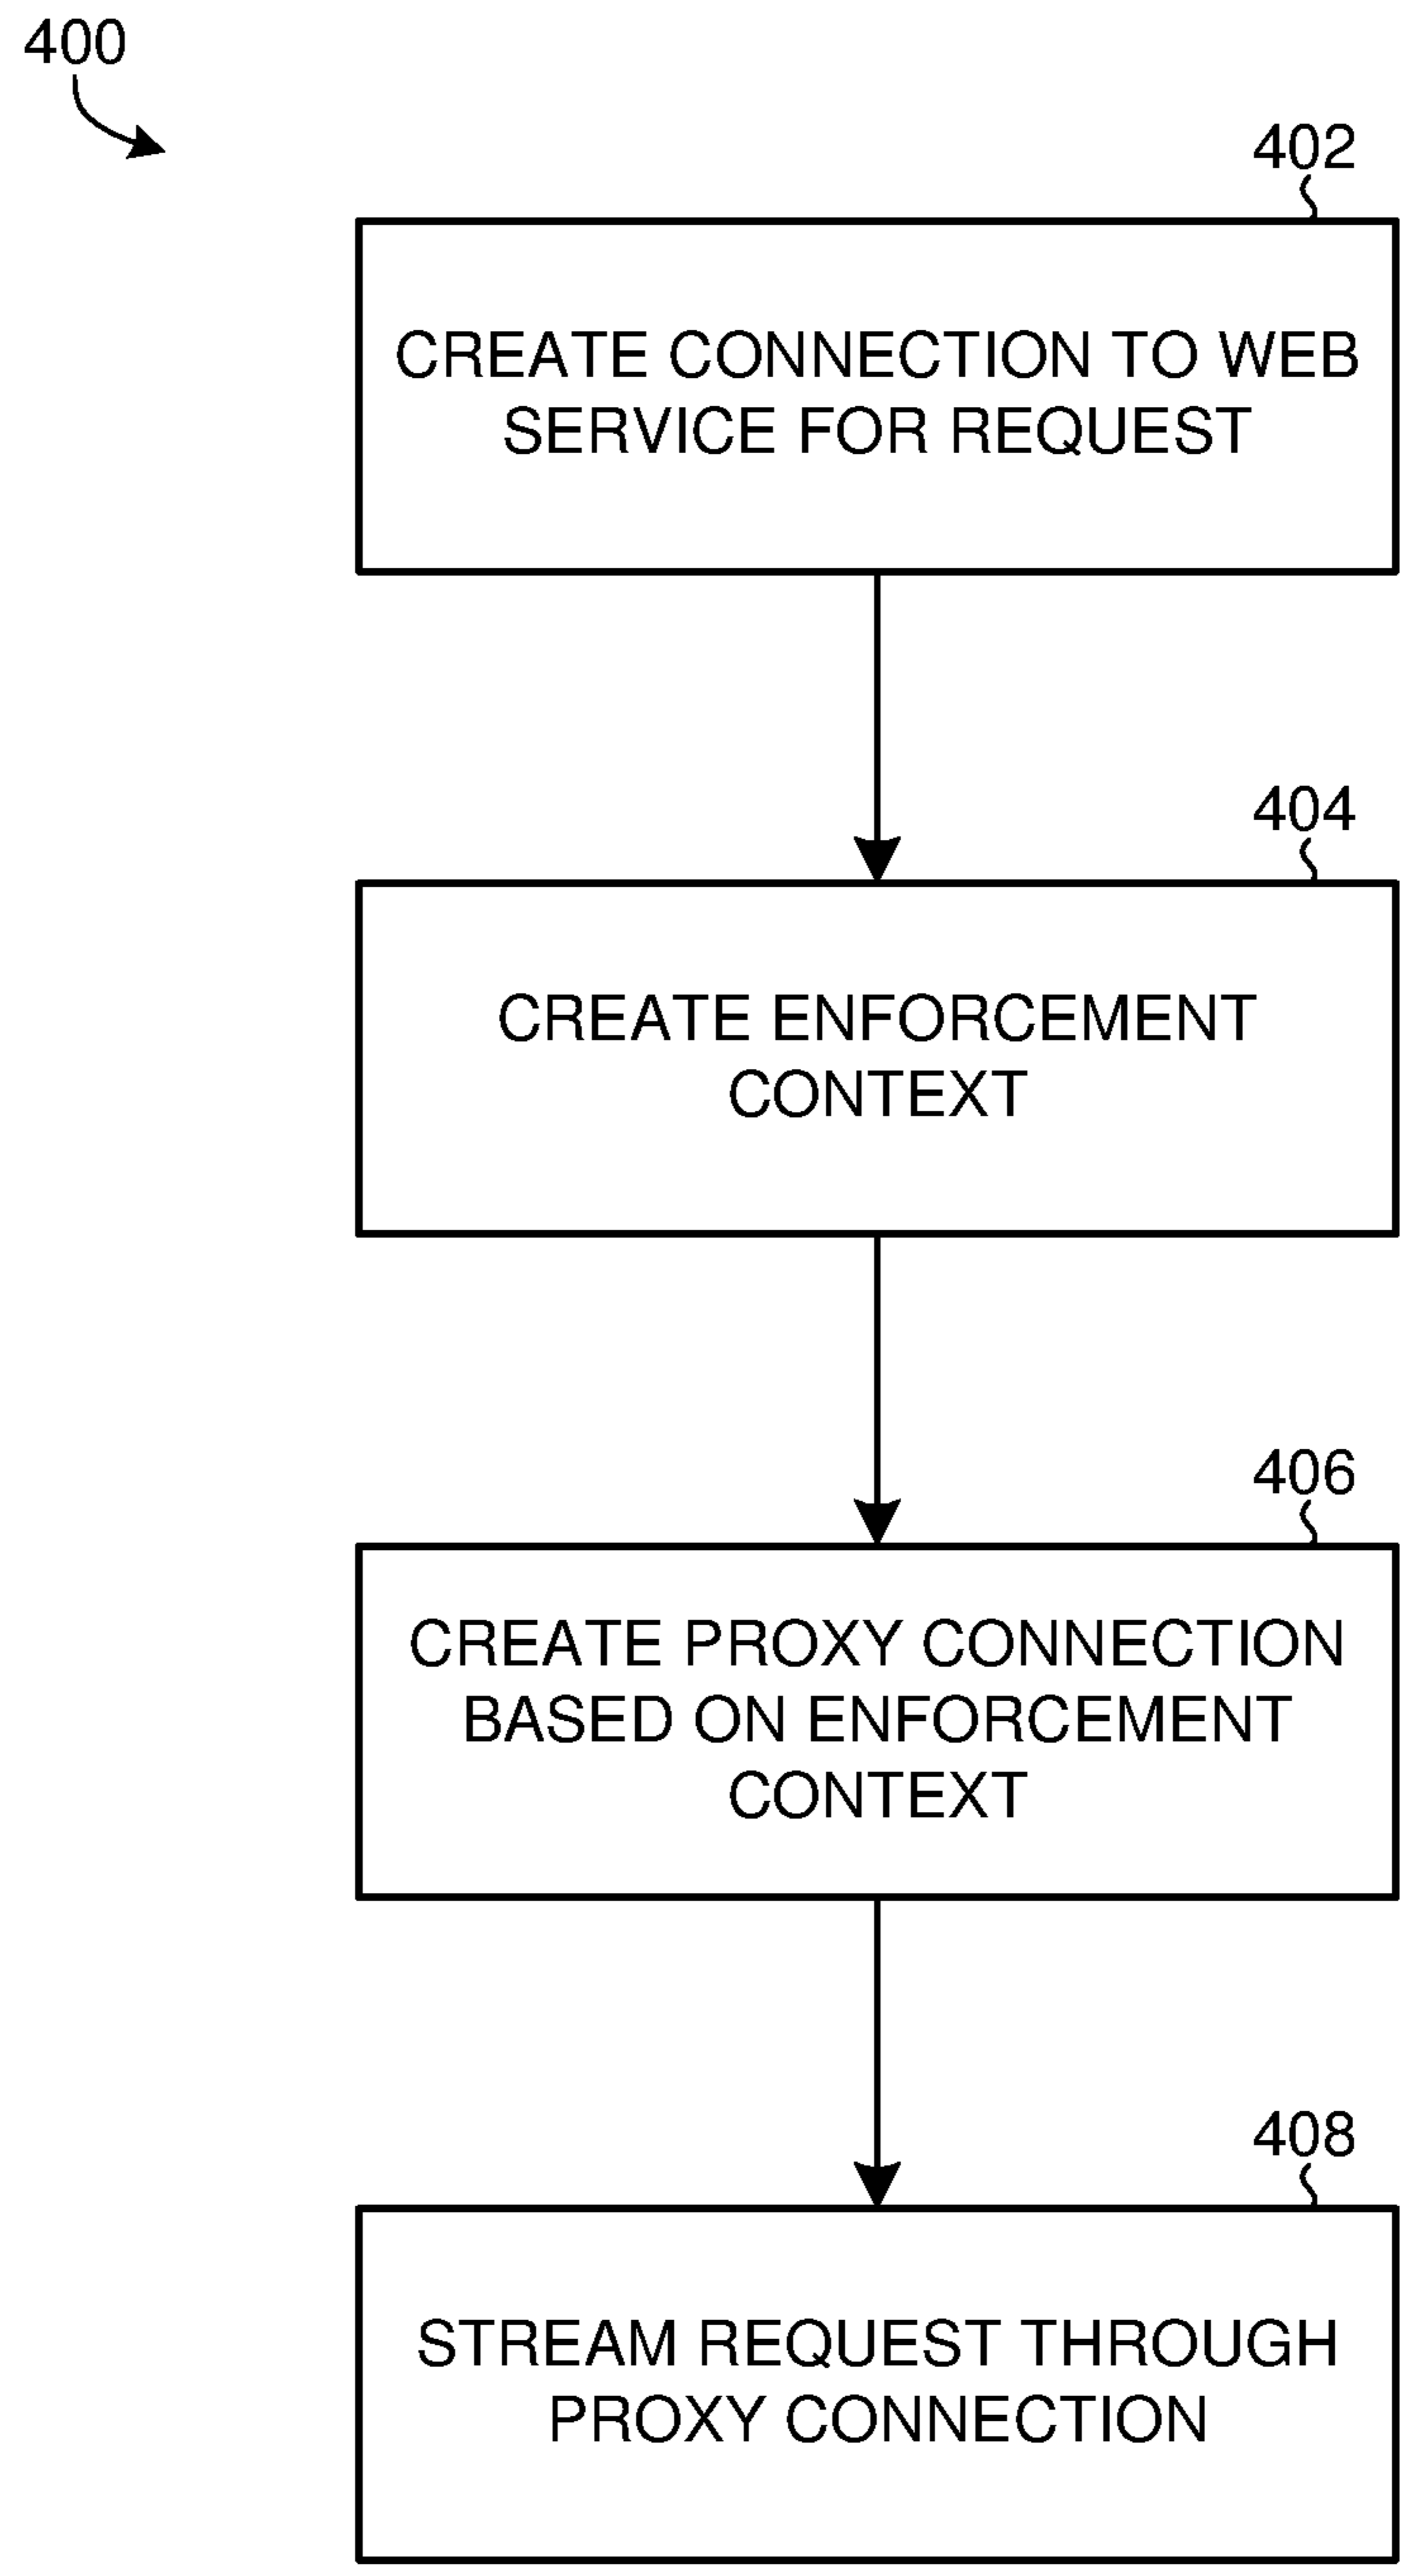 400
402
CREATE CONNECTION TO WEB
SERVICE FOR REQUEST
404
CREATE ENFORCEMENT
CONTEXT
406
CREATE PROXY CONNECTION
BASED ON ENFORCEMENT
CONTEXT
408
STREAM REQUEST THROUGH
PROXY CONNECTION